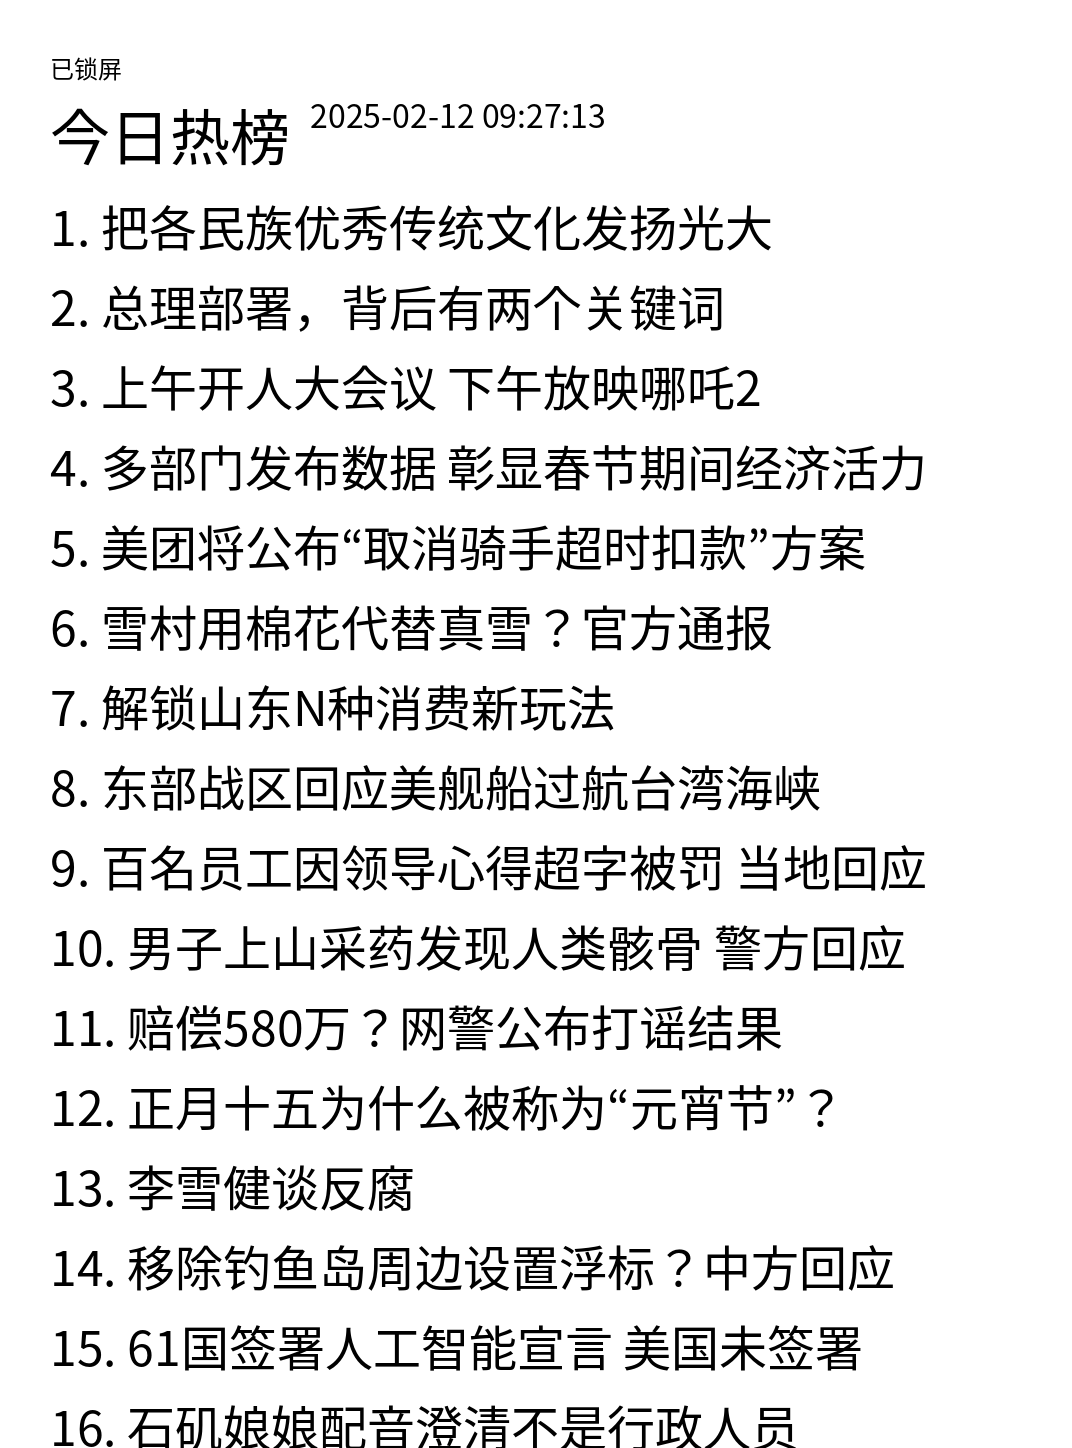 已锁屏
今日热榜 2025-02-12 09:27:13
1. 把各民族优秀传统文化发扬光大
2. 总理部署，背后有两个关键词
3. 上午开人大会议 下午放映哪吒2
4. 多部门发布数据 彰显春节期间经济活力
5. 美团将公布“取消骑手超时扣款”方案
6. 雪村用棉花代替真雪？官方通报
7. 解锁山东N种消费新玩法
8. 东部战区回应美舰船过航台湾海峡
9. 百名员工因领导心得超字被罚 当地回应
10. 男子上山采药发现人类骸骨 警方回应
11. 赔偿580万？网警公布打谣结果
12. 正月十五为什么被称为“元宵节”？
13. 李雪健谈反腐
14. 移除钓鱼岛周边设置浮标？中方回应
15. 61国签署人工智能宣言 美国未签署
16. 石矶娘娘配音澄清不是行政人员